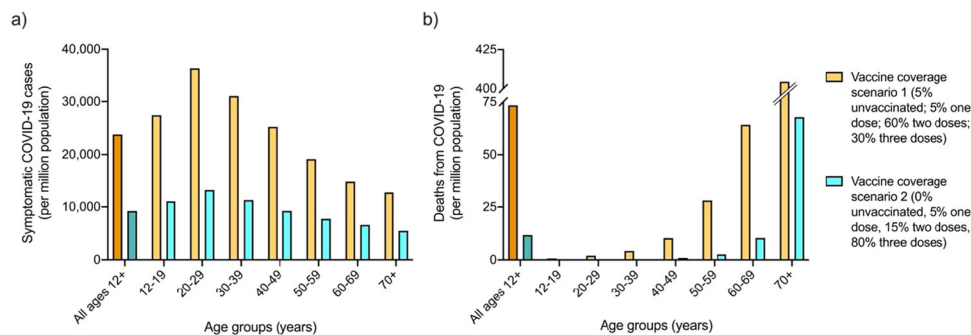 a)
Symptomatic COVID-19 cases
(per million population)
40,000
30,000
20,000
10,000
0
All ages 12+
12-19
20-29
30-39
40-49
50-59
60-69
70+
Age groups (years)
b)
Deaths from COVID-19
(per million population)
425
400
75
50
25
0
All ages 12+
12-19
20-29
30-39
40-49
50-59
60-69
70+
Age groups (years)
Vaccine coverage
scenario 1 (5%
unvaccinated; 5% one
dose; 60% two doses;
30% three doses)
Vaccine coverage
scenario 2 (0%
unvaccinated, 5% one
dose, 15% two doses,
80% three doses)